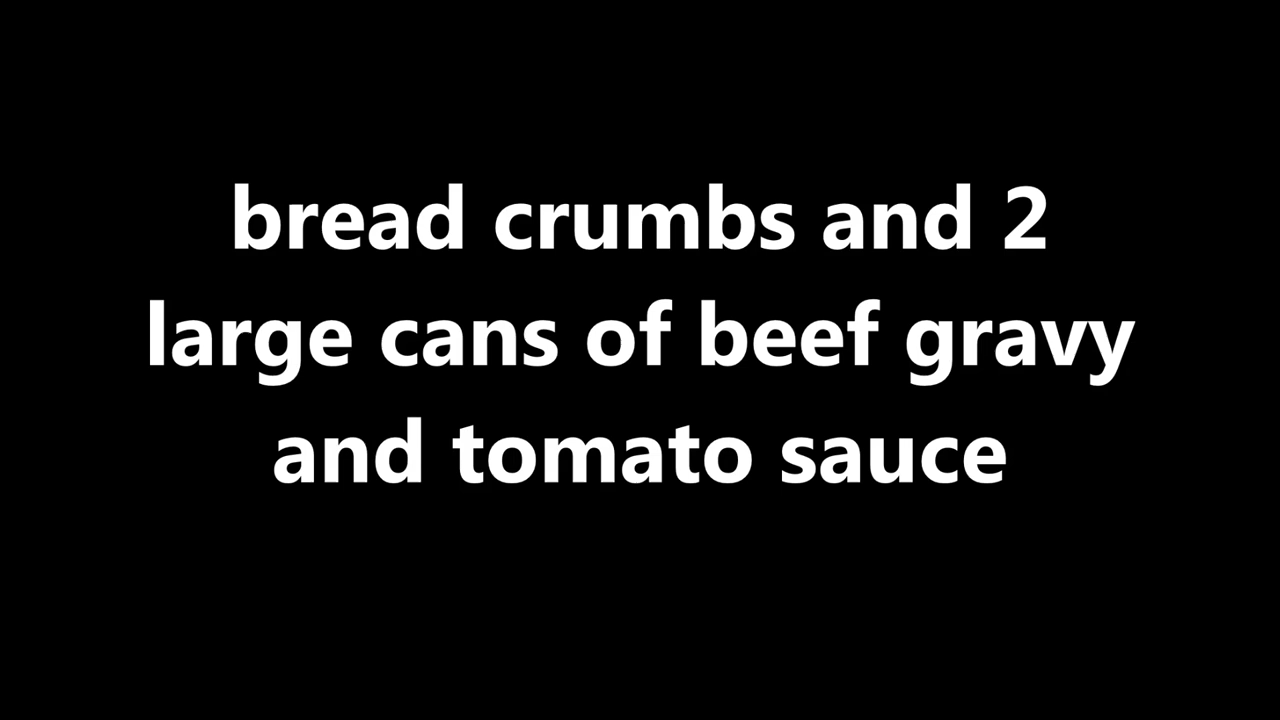 bread crumbs and 2
large cans of beef gravy
and tomato sauce